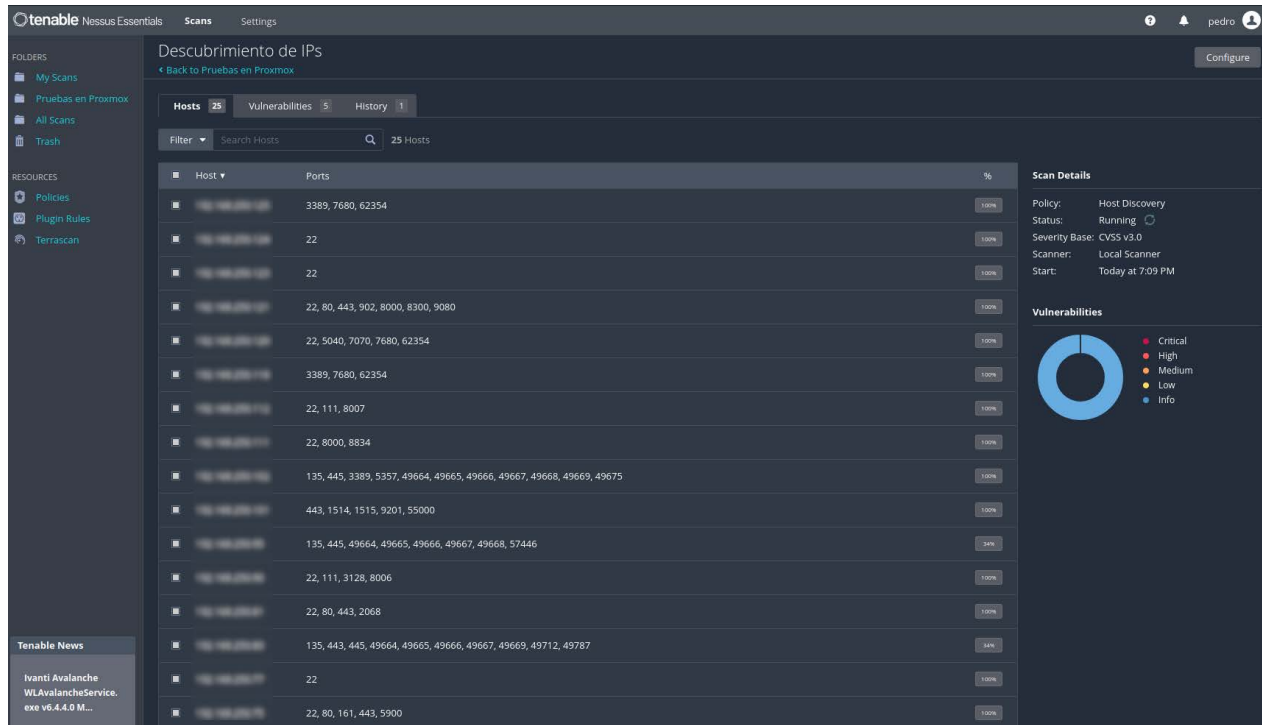 tenable Nessus Essentials Scans Settings pedro
FOLDERS
My Scans
Pruebas en Proxmox
All Scans
Trash
RESOURCES
Policies
Plugin Rules
Terrascan
Tenable News
Ivanti Avalanche
WLAvalancheService.
exe v6.4.4.0 M...
Descubrimiento de IPs
Back to Pruebas en Proxmox
Configure
Hosts 25 Vulnerabilities 5 History 1
Filter Search Hosts 25 Hosts
Host Ports %
3389, 7680, 62354 100%
22 100%
22 100%
22, 80, 443, 902, 8000, 8300, 9080 100%
22, 5040, 7070, 7680, 62354 100%
3389, 7680, 62354 100%
22, 111, 8007 100%
22, 8000, 8834 100%
135, 445, 3389, 5357, 49664, 49665, 49666, 49667, 49668, 49669, 49675 100%
443, 1514, 1515, 9201, 55000 100%
135, 445, 49664, 49665, 49666, 49667, 49668, 57446 34%
22, 111, 3128, 8006 100%
22, 80, 443, 2068 100%
135, 443, 445, 49664, 49665, 49666, 49667, 49669, 49712, 49787 34%
22 100%
22, 80, 161, 443, 5900 100%
Scan Details
Policy: Host Discovery
Status: Running
Severity Base: CVSS v3.0
Scanner: Local Scanner
Start: Today at 7:09 PM
Vulnerabilities
Critical
High
Medium
Low
Info